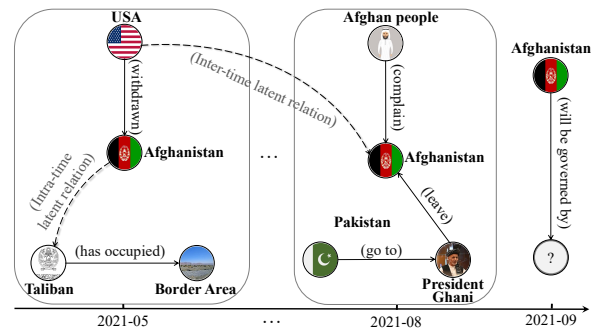 USA
(withdrawn)
Afghanistan
(Intra-time
latent relation)
(has occupied)
Taliban
Border Area
(Inter-time latent relation)
...
Afghan people
(complain)
Afghanistan
(leave)
Pakistan
(go to)
President
Ghani
Afghanistan
(will be governed by)
?
2021-05
...
2021-08
2021-09